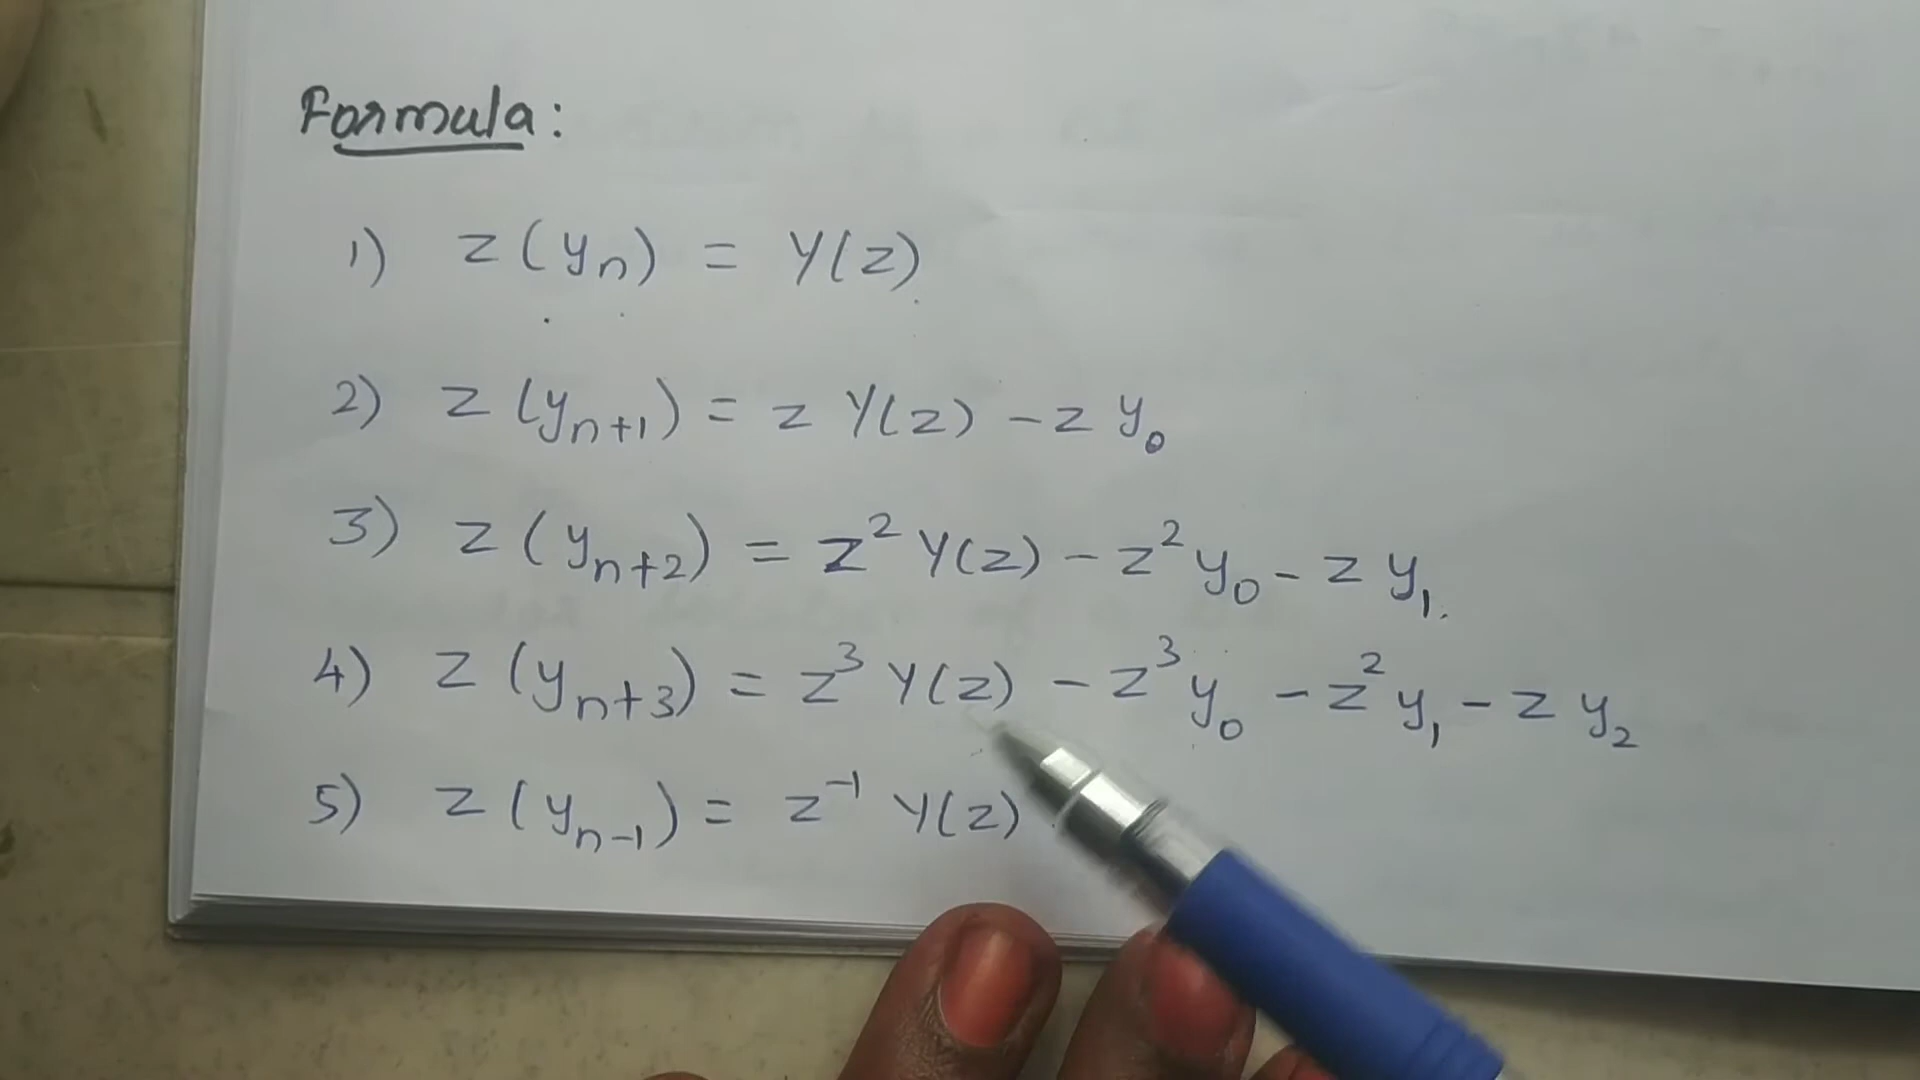 Formula:
1) z(yₙ) = Y(z)
2) z(yₙ₊₁) = z Y(z) - z y₀
3) z(yₙ₊₂) = z² Y(z) - z² y₀ - z y₁.
4) z(yₙ₊₃) = z³ Y(z) - z³ y₀ - z² y₁ - z y₂
5) z(yₙ₋₁) = z⁻¹ Y(z)